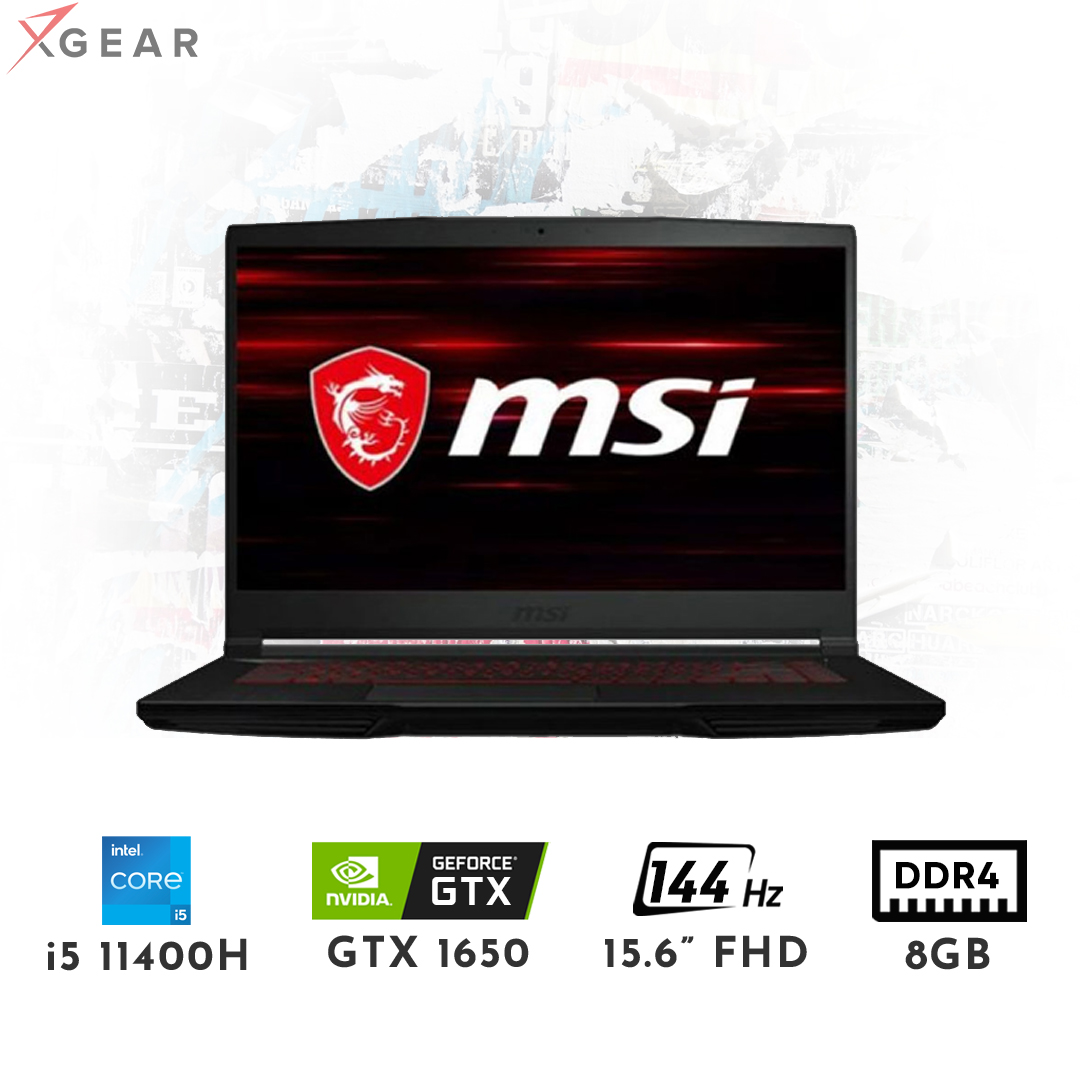 XGEAR
msi
msi
intel.
CORE
i5
i5 11400H
NVIDIA.
GEFORCE®
GTX
GTX 1650
144 Hz
15.6” FHD
DDR4
8GB